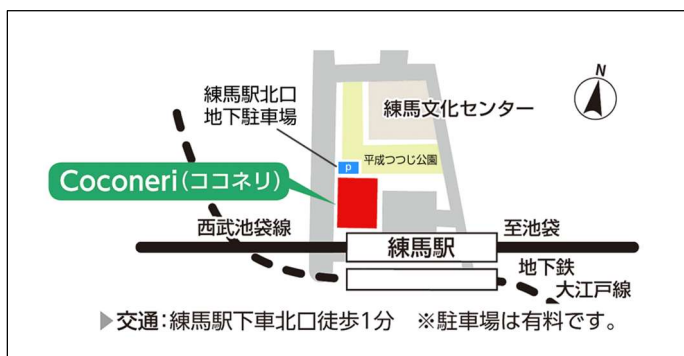 N
練馬駅北口
地下駐車場
練馬文化センター
P
平成つつじ公園
Coconeri(ココネリ)
西武池袋線
練馬駅
至池袋
地下鉄
大江戸線
▶交通:練馬駅下車北口徒歩1分 ※駐車場は有料です。